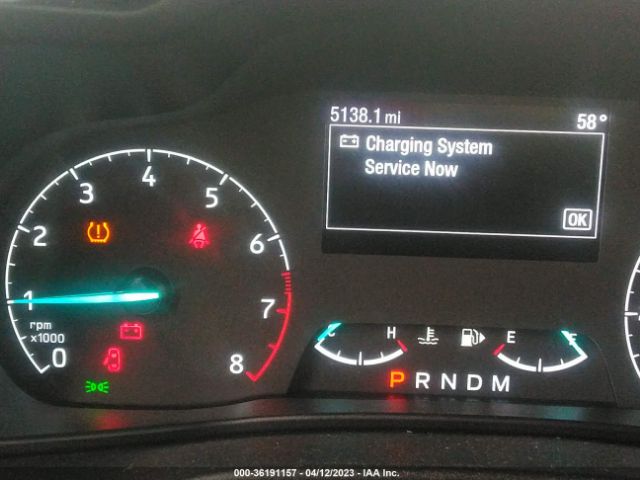 5138.1 mi 58°
Charging System
Service Now
OK
0 1 2 3 4 5 6 7 8
rpm
x1000
C H E F
P R N D M
000-36191157 - 04/12/2023 - IAA Inc.